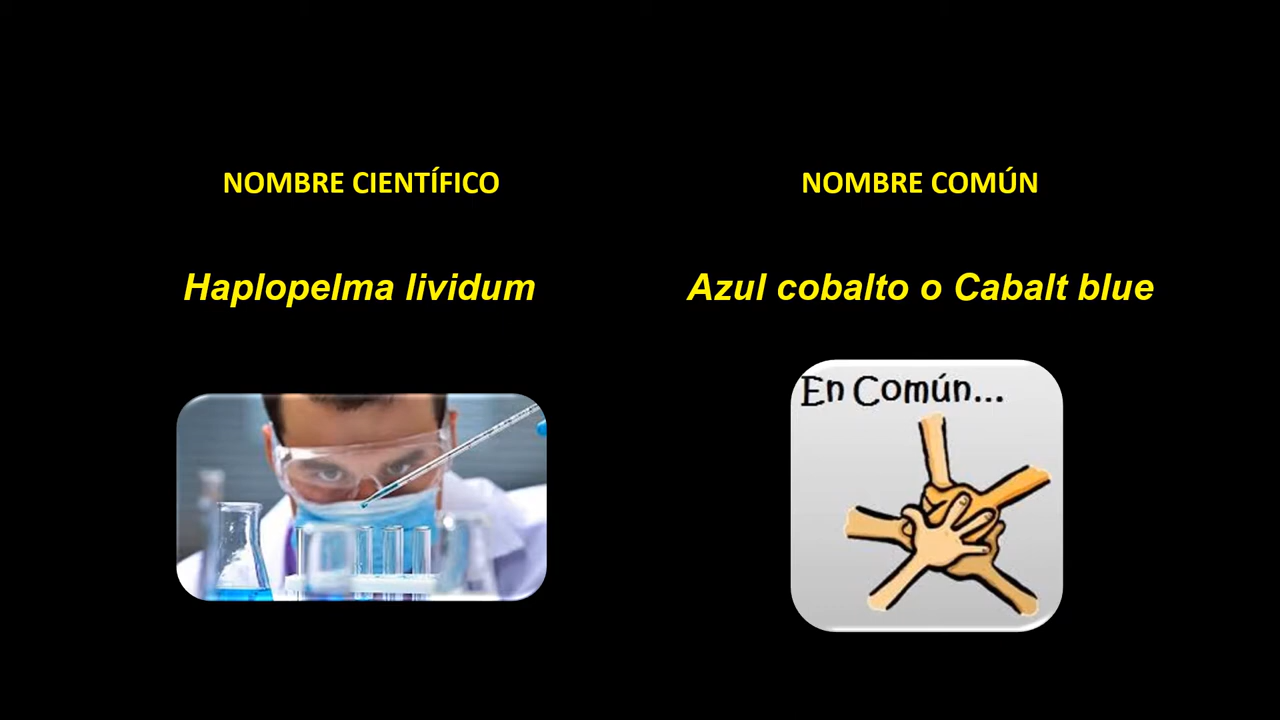 NOMBRE CIENTÍFICO
NOMBRE COMÚN
Haplopelma lividum
Azul cobalto o Cabalt blue
En Común...